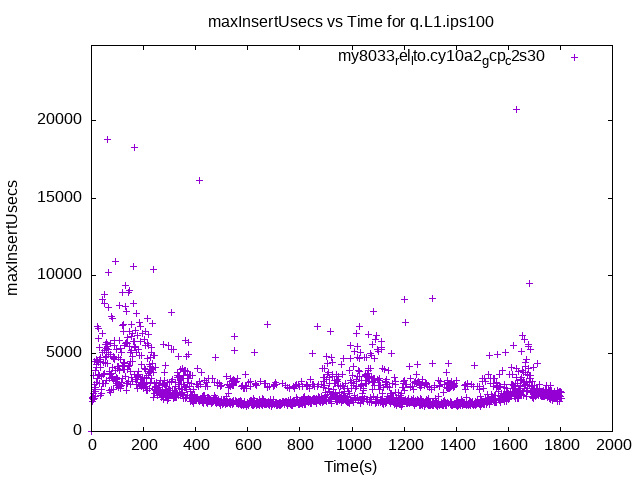 maxInsertUsecs vs Time for q.L1.ips100
my8033rellto.cy10a2gcpc2s30
20000
15000
10000
5000
0
maxInsertUsecs
0 200 400 600 800 1000 1200 1400 1600 1800 2000
Time(s)